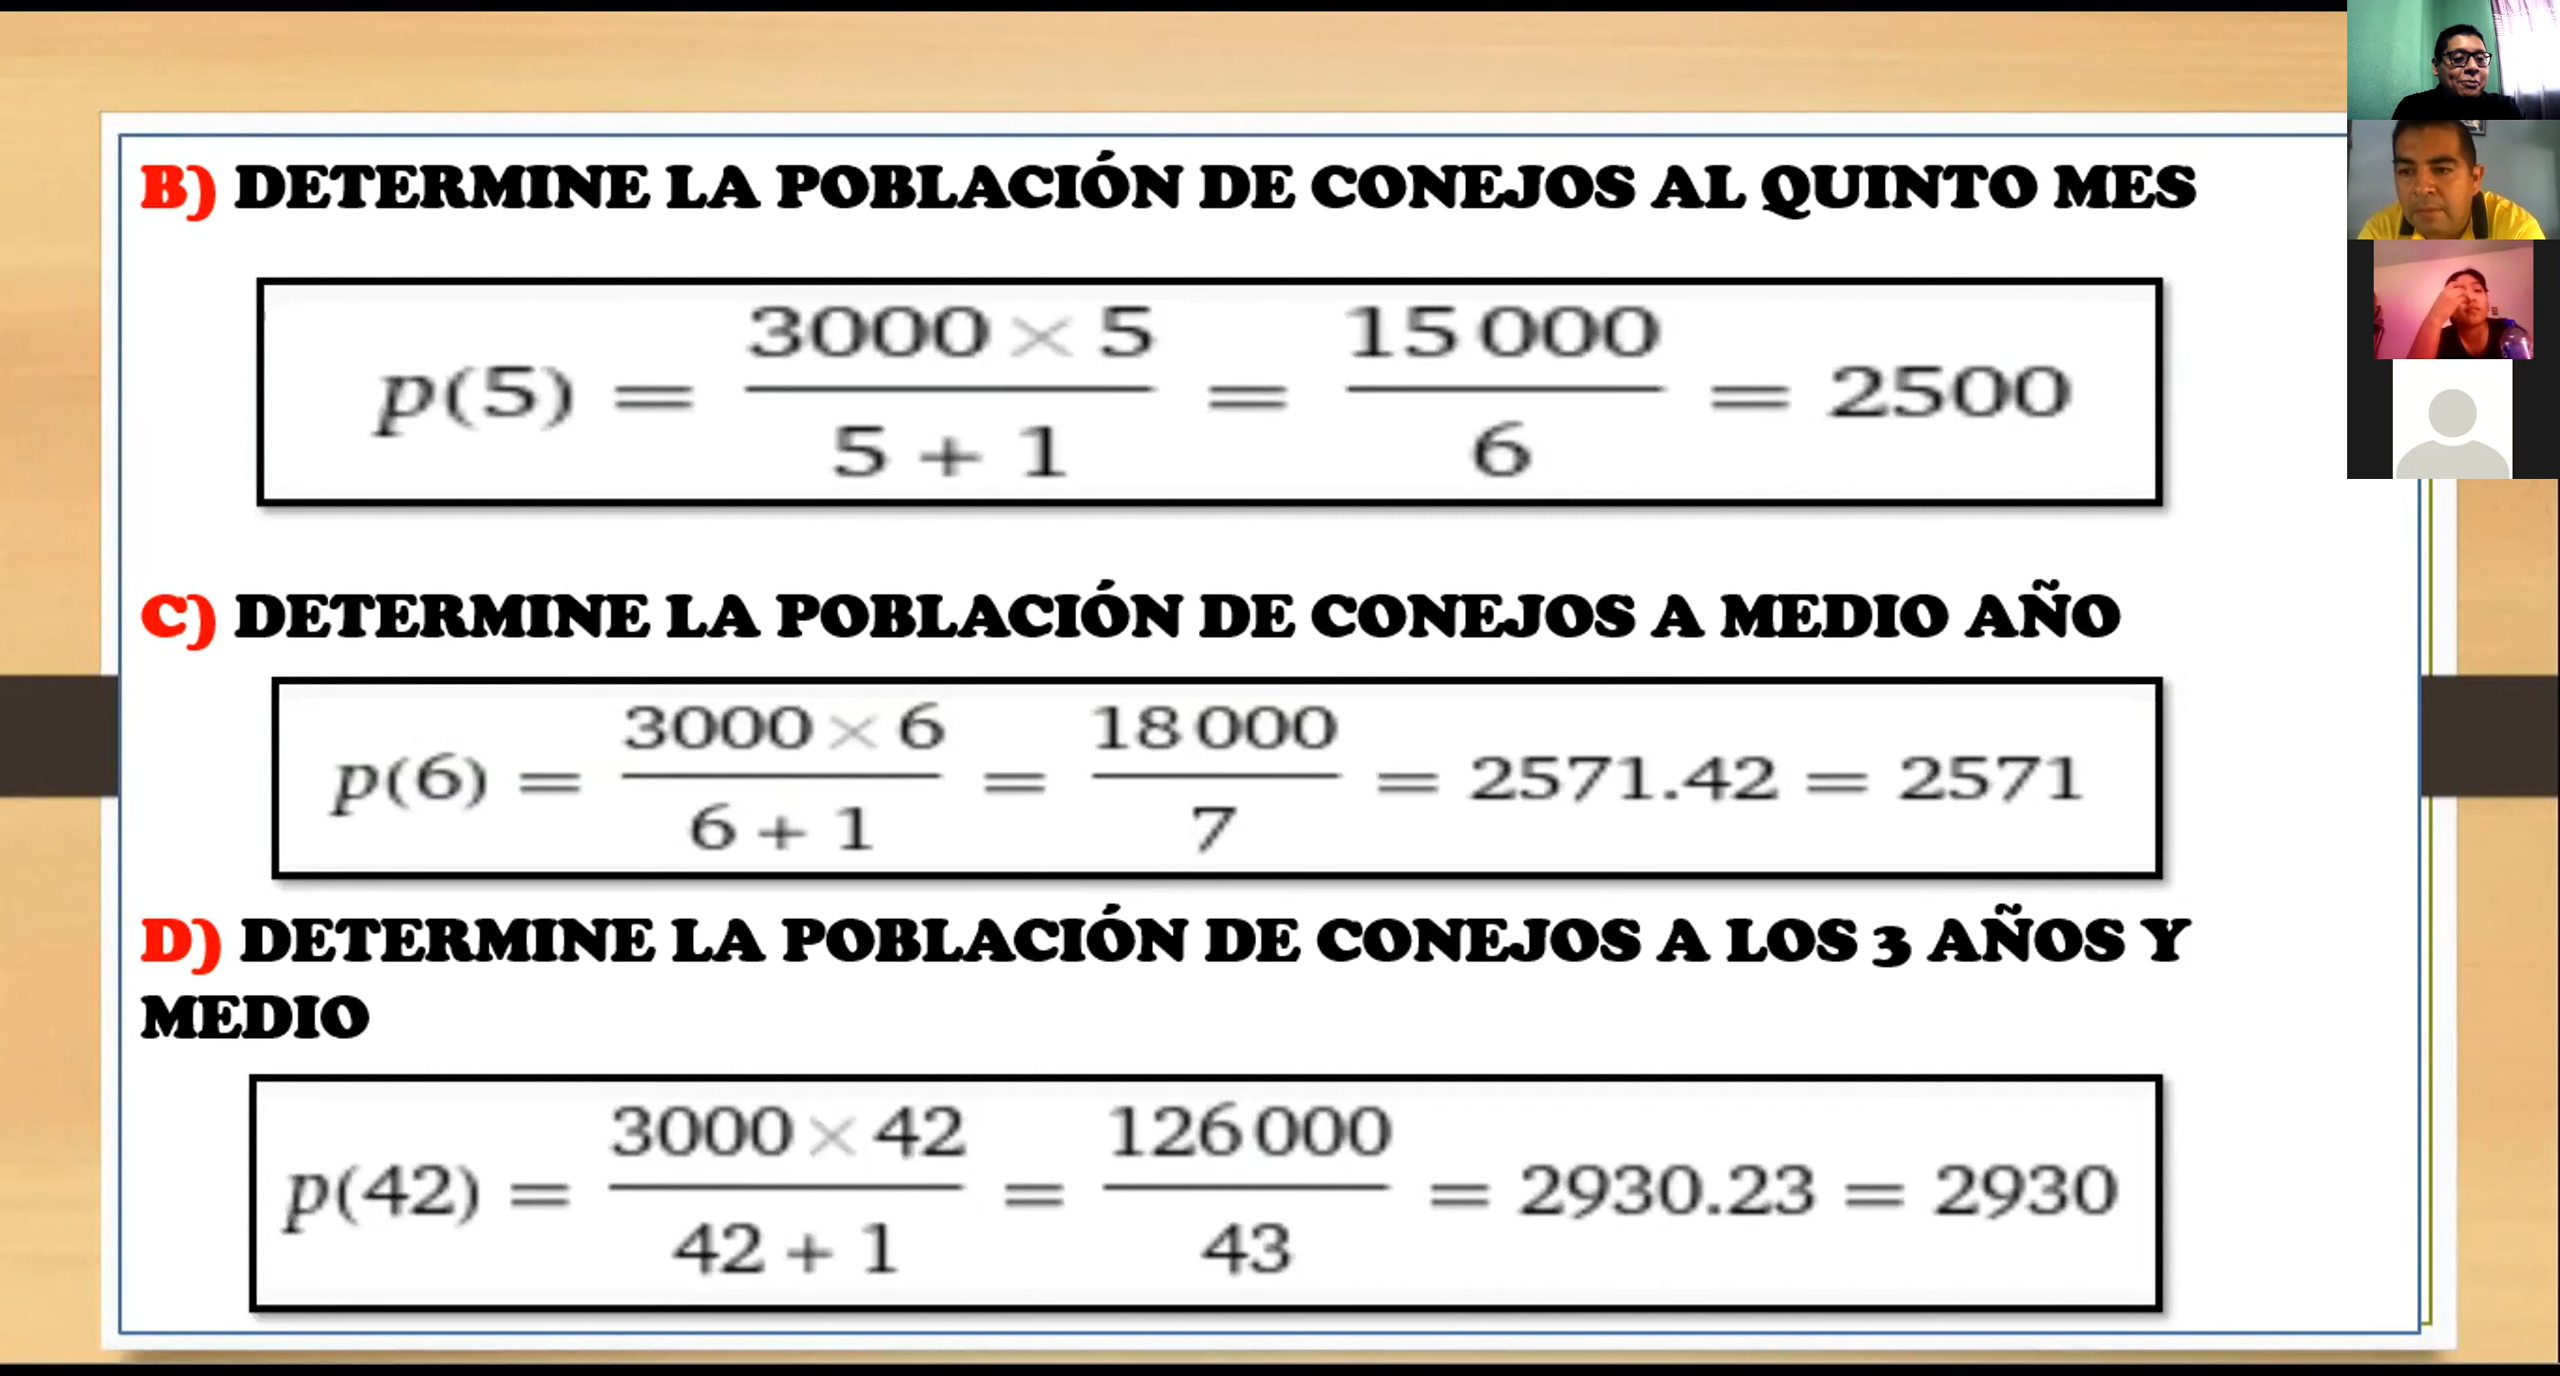 B) DETERMINE LA POBLACIÓN DE CONEJOS AL QUINTO MES
p(5) = 3000 × 5 / 5 + 1 = 15 000 / 6 = 2500
C) DETERMINE LA POBLACIÓN DE CONEJOS A MEDIO AÑO
p(6) = 3000 × 6 / 6 + 1 = 18 000 / 7 = 2571.42 = 2571
D) DETERMINE LA POBLACIÓN DE CONEJOS A LOS 3 AÑOS Y
MEDIO
p(42) = 3000 × 42 / 42 + 1 = 126 000 / 43 = 2930.23 = 2930